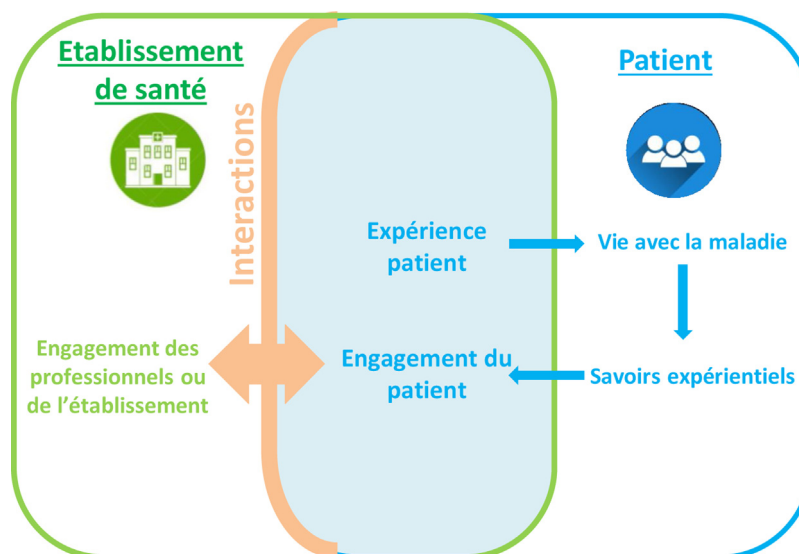 Etablissement
de santé
Patient
Interactions
Expérience
patient
Vie avec la maladie
Engagement des
professionnels ou
de l'établissement
Engagement du
patient
Savoirs expérientiels